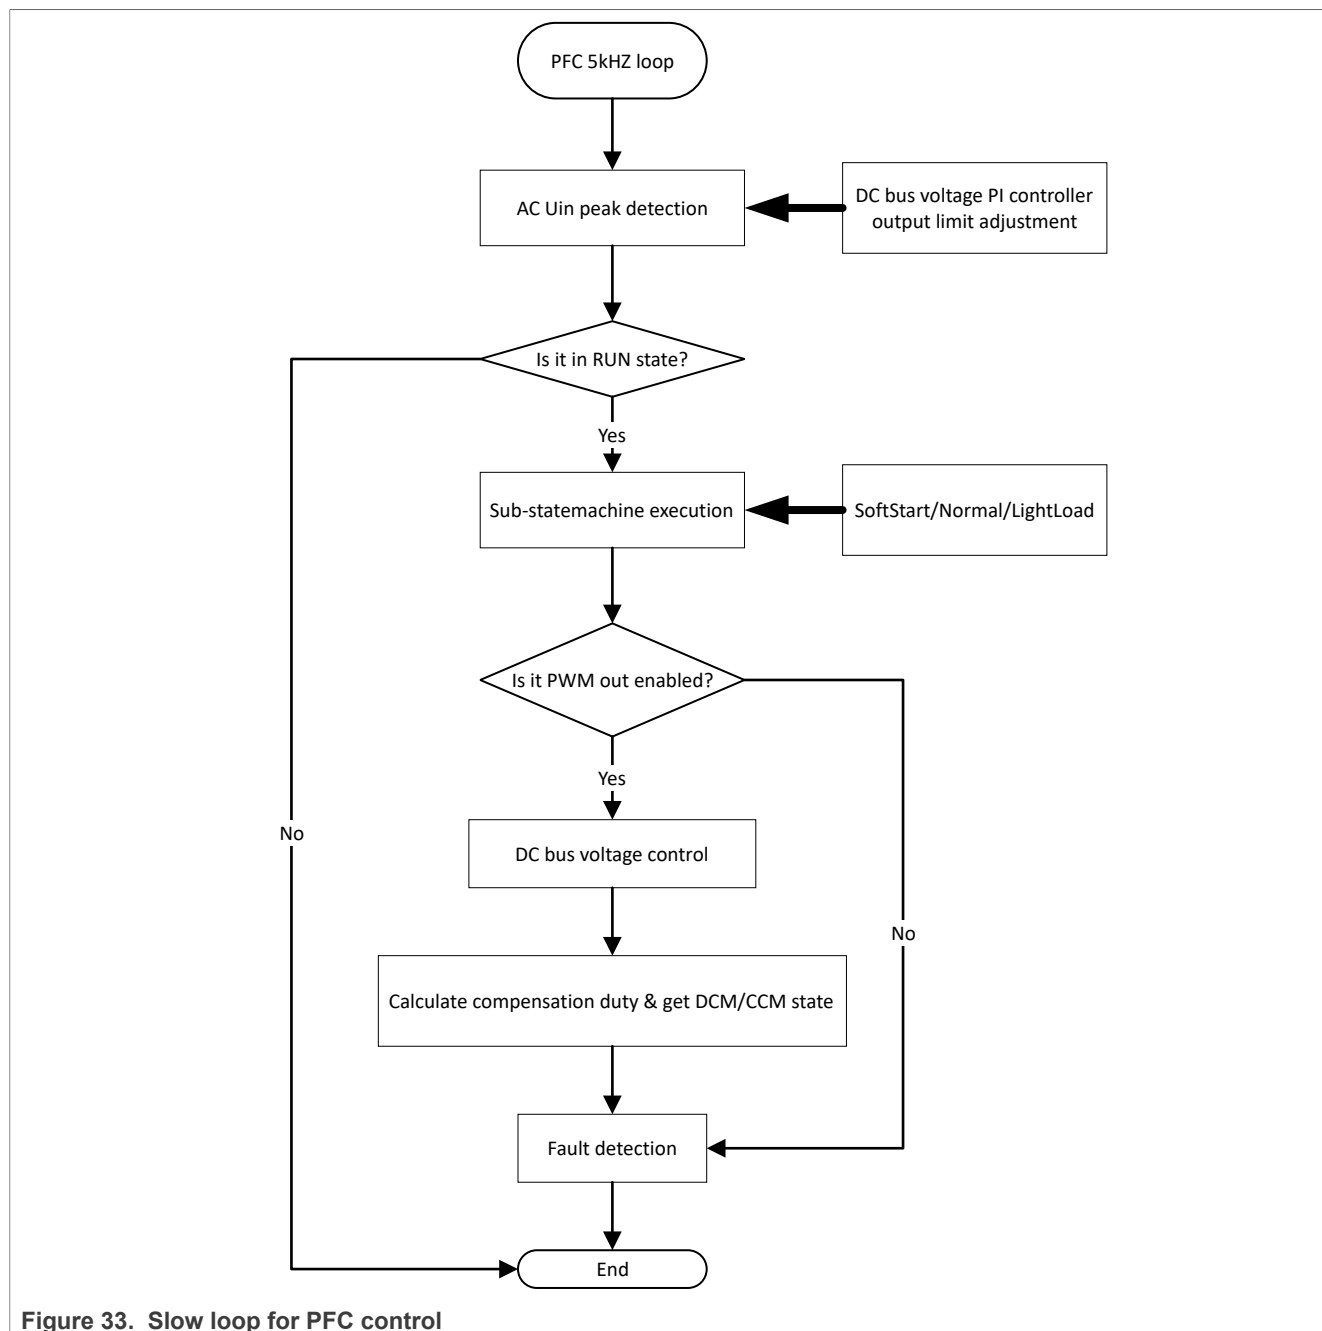 PFC 5kHZ loop
AC Uin peak detection
DC bus voltage PI controller
output limit adjustment
Is it in RUN state?
Yes
Sub-statemachine execution
SoftStart/Normal/LightLoad
Is it PWM out enabled?
Yes
No
DC bus voltage control
No
Calculate compensation duty & get DCM/CCM state
Fault detection
End
Figure 33. Slow loop for PFC control